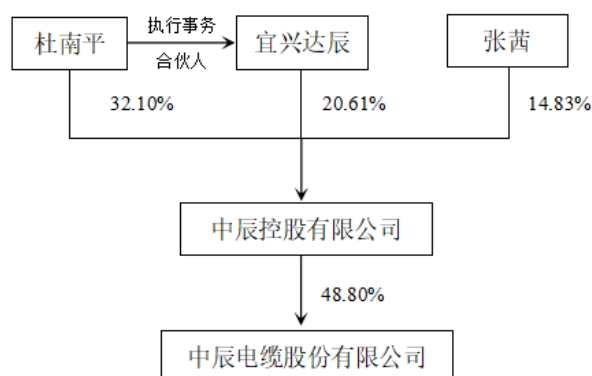 执行事务
杜南平
宜兴达辰
张茜
合伙人
32.10%
20.61%
14.83%
中辰控股有限公司
48.80%
中辰电缆股份有限公司